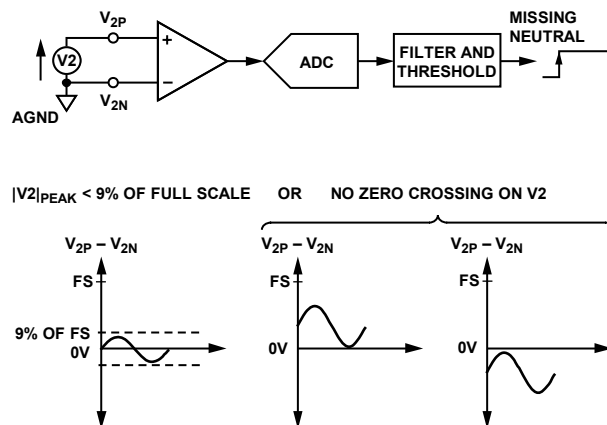 V2P
V2
V2N
AGND
+
−
ADC
FILTER AND
THRESHOLD
MISSING
NEUTRAL
|V2|PEAK < 9% OF FULL SCALE OR NO ZERO CROSSING ON V2
V2P – V2N
FS
9% OF FS
0V
V2P – V2N
FS
0V
V2P – V2N
FS
0V